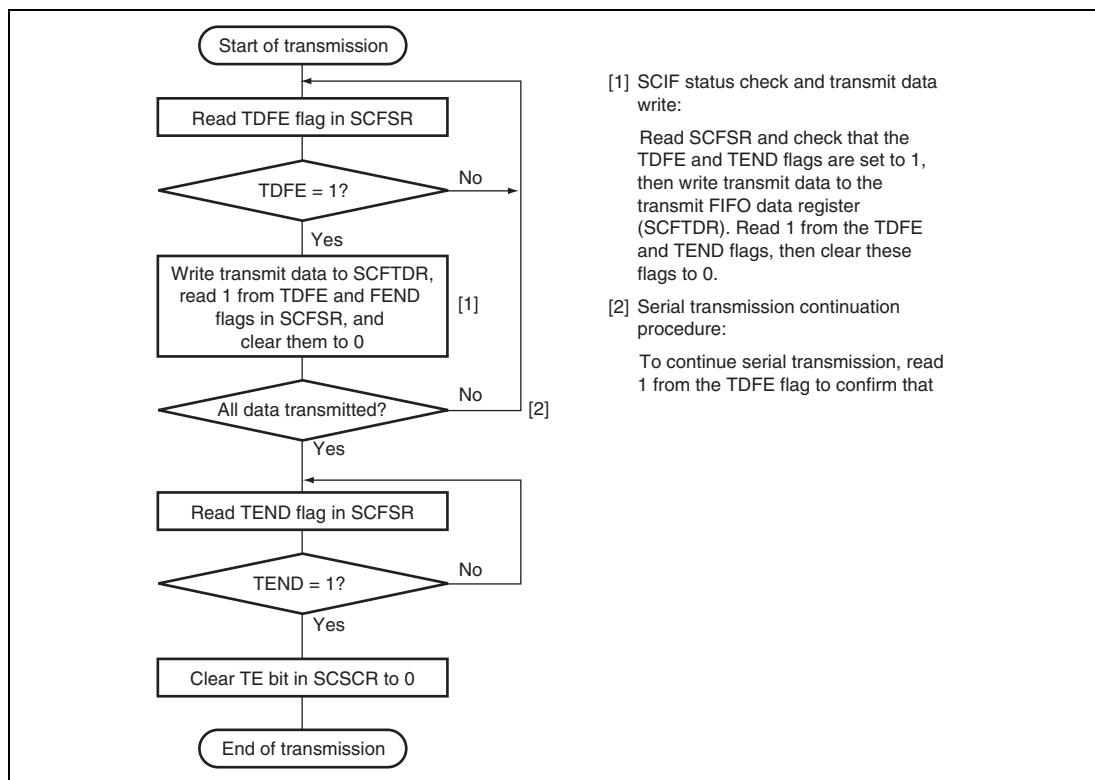 Start of transmission
Read TDFE flag in SCFSR
TDFE = 1?
No
Yes
Write transmit data to SCFTDR,
read 1 from TDFE and FEND
flags in SCFSR, and
clear them to 0
[1]
All data transmitted?
No
[2]
Yes
Read TEND flag in SCFSR
TEND = 1?
No
Yes
Clear TE bit in SCSCR to 0
End of transmission
[1] SCIF status check and transmit data
write:
Read SCFSR and check that the
TDFE and TEND flags are set to 1,
then write transmit data to the
transmit FIFO data register
(SCFTDR). Read 1 from the TDFE
and TEND flags, then clear these
flags to 0.
[2] Serial transmission continuation
procedure:
To continue serial transmission, read
1 from the TDFE flag to confirm that